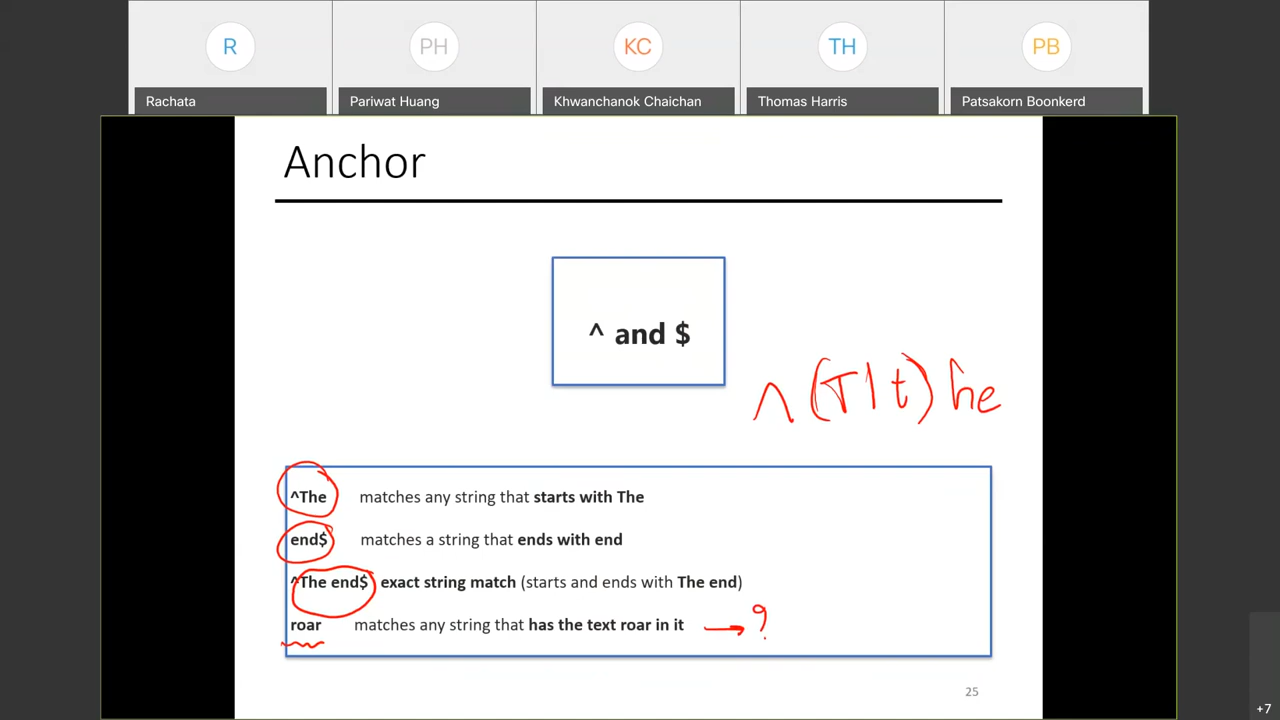 R PH KC TH PB
Rachata Pariwat Huang Khwanchanok Chaichan Thomas Harris Patsakorn Boonkerd
Anchor
^ and $
^(T|t)he
^The matches any string that starts with The
end$ matches a string that ends with end
^The end$ exact string match (starts and ends with The end)
roar matches any string that has the text roar in it → ?
25
+7